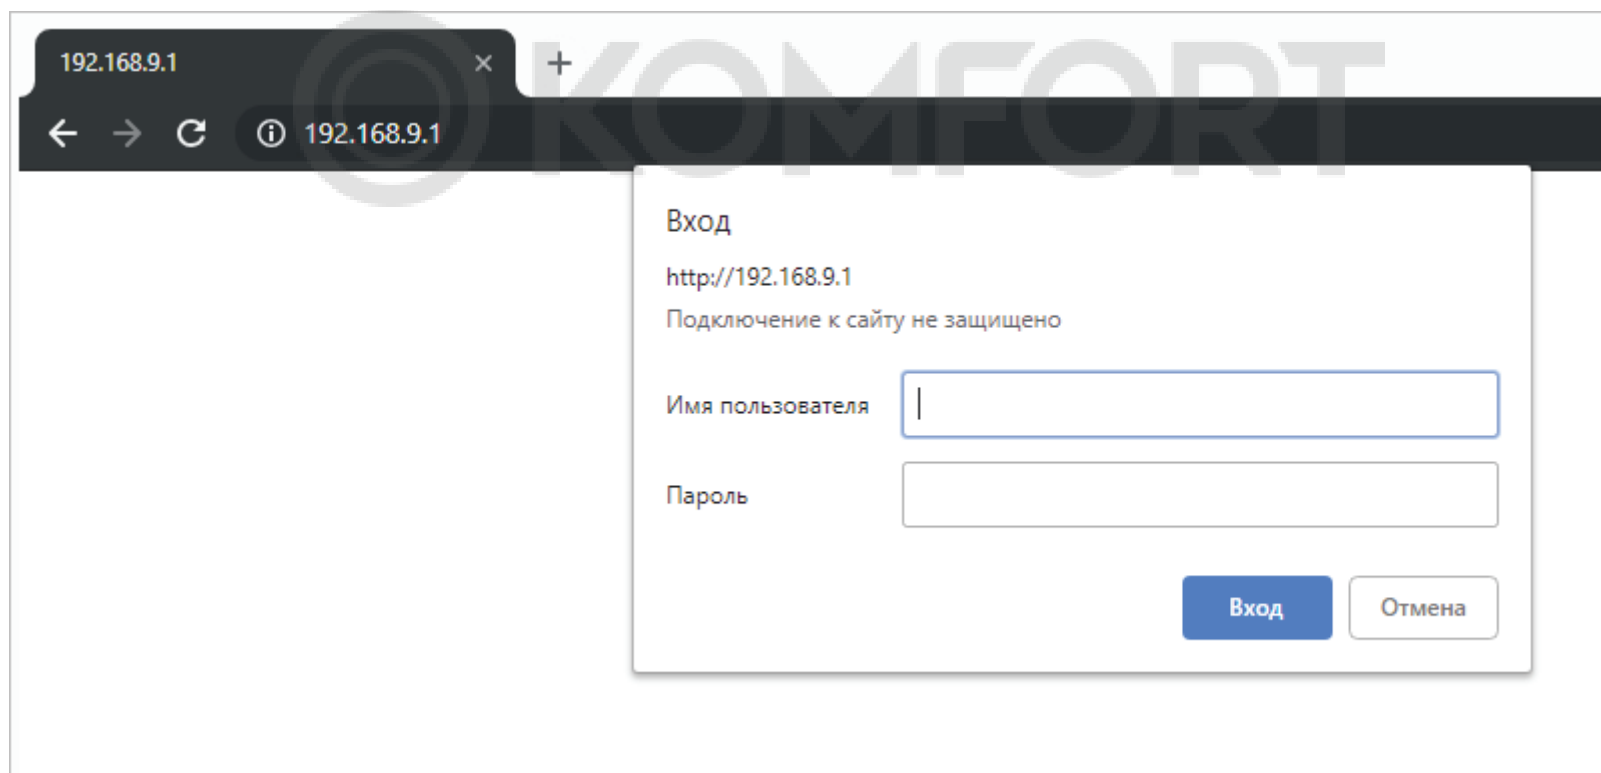 192.168.9.1
192.168.9.1
KOMFORT
Вход
http://192.168.9.1
Подключение к сайту не защищено
Имя пользователя
Пароль
Вход Отмена